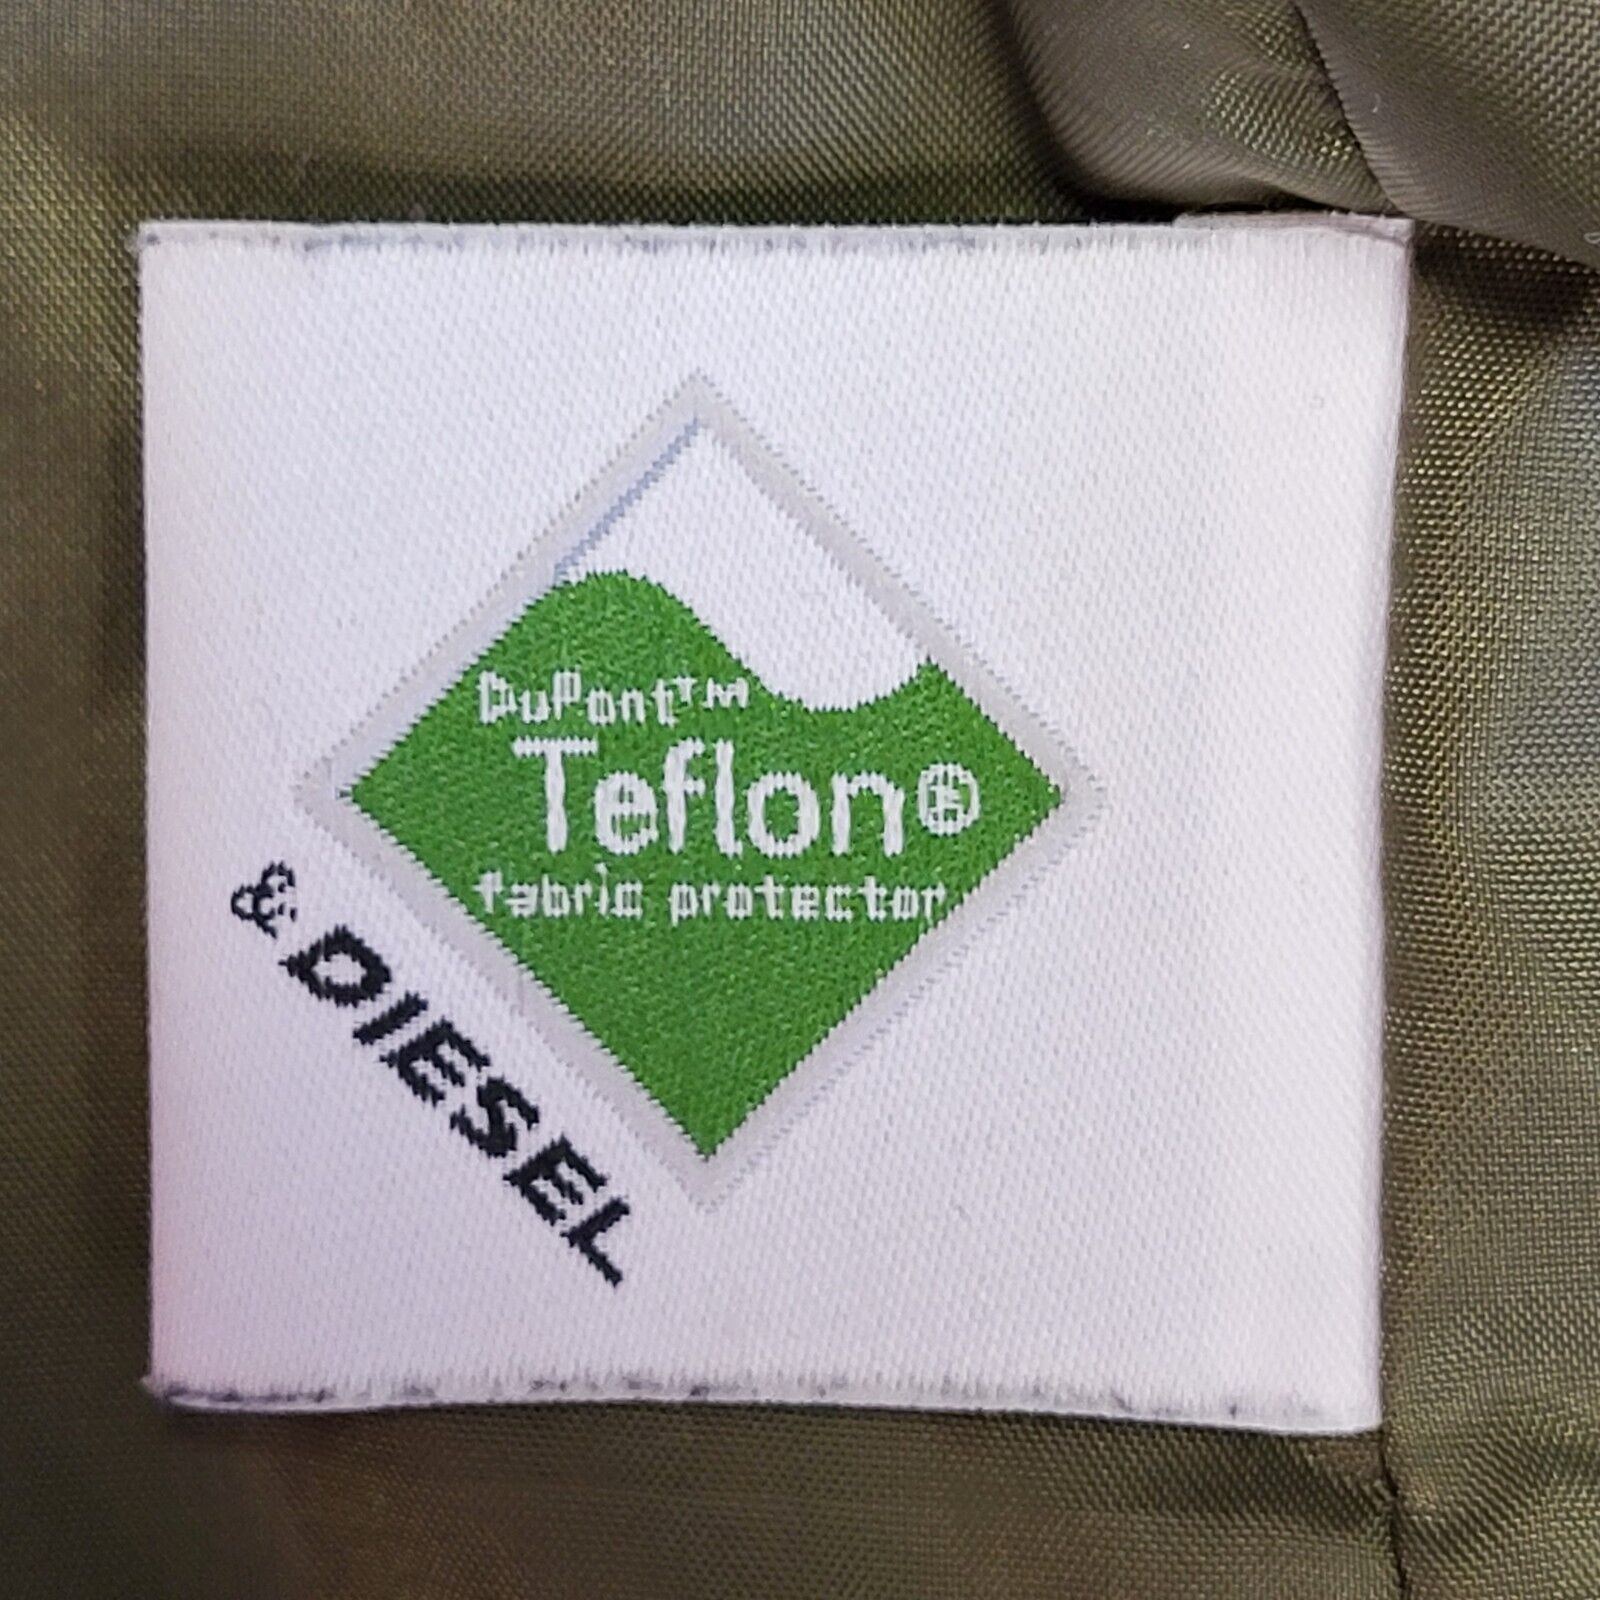 DuPont™
Teflon®
fabric protector
& DIESEL